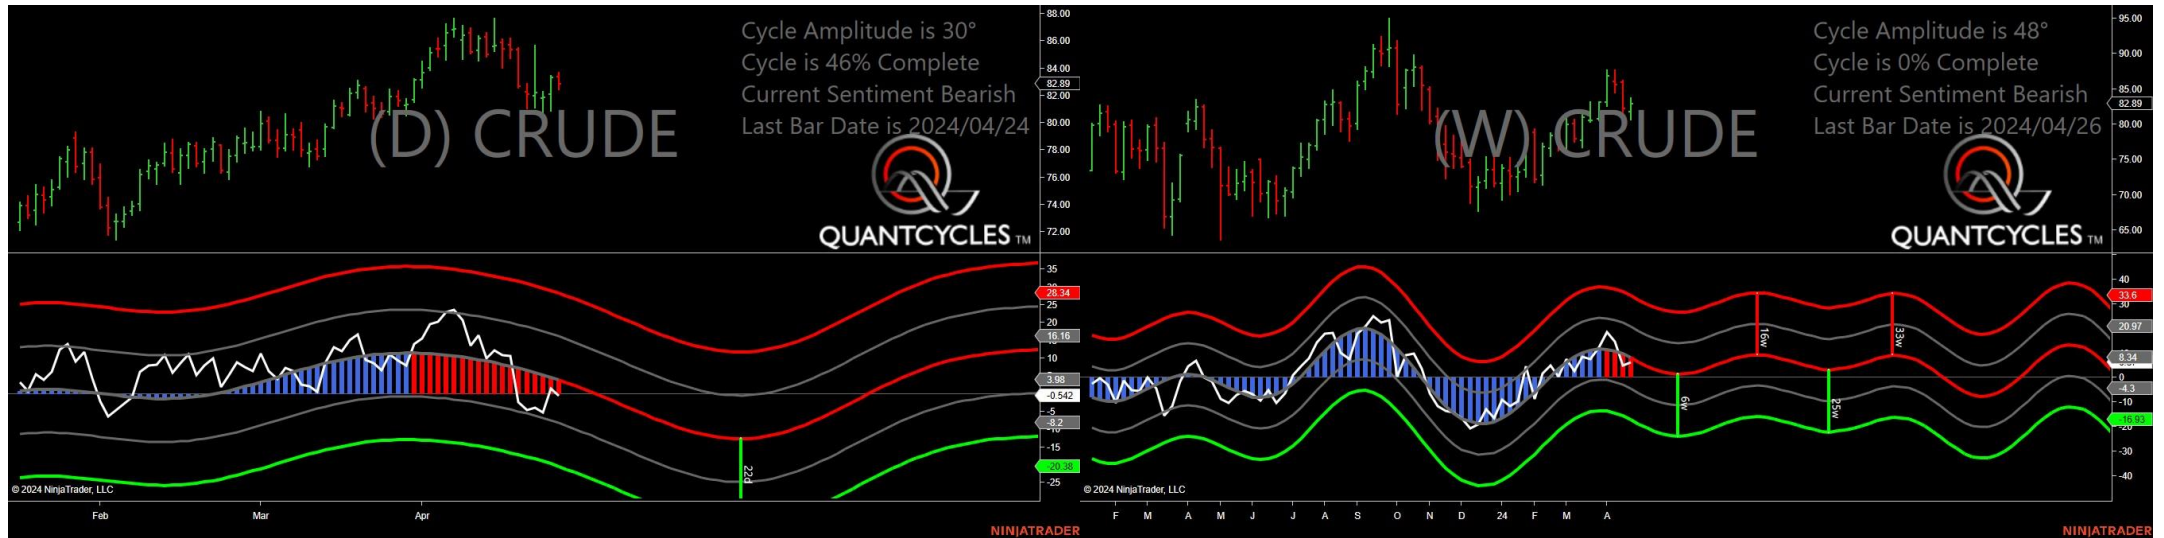 Cycle Amplitude is 30°
Cycle is 46% Complete
Current Sentiment Bearish
Last Bar Date is 2024/04/24
(D) CRUDE
QUANTCYCLES TM
88.00
86.00
84.00
82.89
82.00
80.00
78.00
76.00
74.00
72.00
35
28.34
25
20
16.16
10
3.98
-0.542
-5
-8.2
-15
-20.38
-25
22d
© 2024 NinjaTrader, LLC
Feb Mar Apr
NINJATRADER
Cycle Amplitude is 48°
Cycle is 0% Complete
Current Sentiment Bearish
Last Bar Date is 2024/04/26
(W) CRUDE
QUANTCYCLES TM
95.00
90.00
85.00
82.89
80.00
75.00
70.00
65.00
40
33.6
30
20.97
8.34
0
-4.3
-10
-16.93
-20
-30
-40
16w
33w
6w
25w
© 2024 NinjaTrader, LLC
F M A M J J A S O N D 24 F M A
NINJATRADER